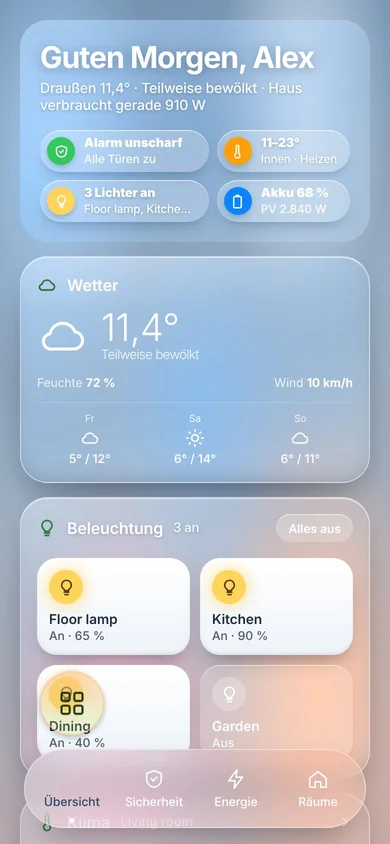 Guten Morgen, Alex
Draußen 11,4° · Teilweise bewölkt · Haus
verbraucht gerade 910 W
Alarm unscharf
Alle Türen zu
11–23°
Innen · Heizen
3 Lichter an
Floor lamp, Kitche...
Akku 68 %
PV 2.840 W
Wetter
11,4°
Teilweise bewölkt
Feuchte 72 %
Wind 10 km/h
Fr
Sa
So
5° / 12°
6° / 14°
6° / 11°
Beleuchtung 3 an
Alles aus
Floor lamp
An · 65 %
Kitchen
An · 90 %
Dining
An · 40 %
Garden
Aus
Übersicht
Sicherheit
Energie
Räume
Klima Living room